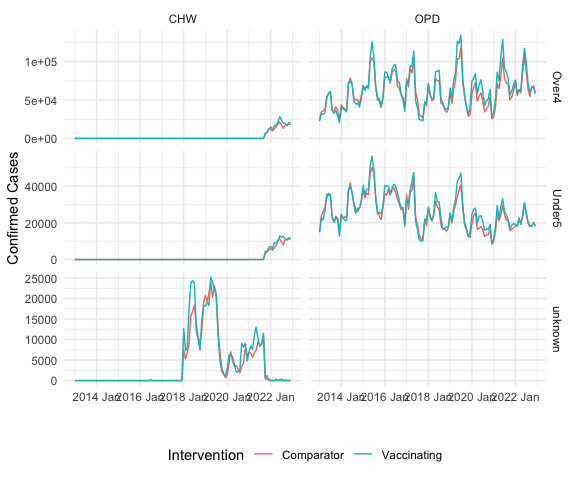 CHW OPD
Confirmed Cases
1e+05
5e+04
0e+00
Over4
40000
20000
0
Under5
25000
20000
15000
10000
5000
0
unknown
2014 Jan 2016 Jan 2018 Jan 2020 Jan 2022 Jan
2014 Jan 2016 Jan 2018 Jan 2020 Jan 2022 Jan
Intervention Comparator Vaccinating